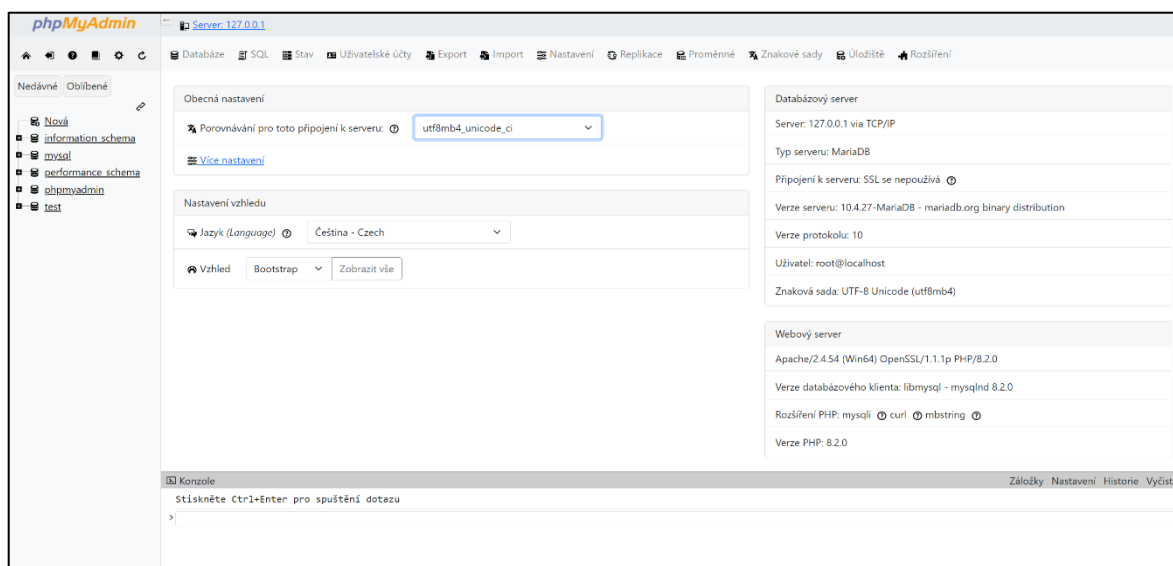 phpMyAdmin
Nedávné Oblíbené
Nová
information_schema
mysql
performance_schema
phpmyadmin
test
Server: 127.0.0.1
Databáze SQL Stav Uživatelské účty Export Import Nastavení Replikace Proměnné Znakové sady Úložiště Rozšíření
Obecná nastavení
Porovnávání pro toto připojení k serveru: utf8mb4_unicode_ci
Více nastavení
Nastavení vzhledu
Jazyk (Language) Čeština - Czech
Vzhled Bootstrap Zobrazit vše
Databázový server
Server: 127.0.0.1 via TCP/IP
Typ serveru: MariaDB
Připojení k serveru: SSL se nepoužívá
Verze serveru: 10.4.27-MariaDB - mariadb.org binary distribution
Verze protokolu: 10
Uživatel: root@localhost
Znaková sada: UTF-8 Unicode (utf8mb4)
Webový server
Apache/2.4.54 (Win64) OpenSSL/1.1.1p PHP/8.2.0
Verze databázového klienta: libmysql - mysqlnd 8.2.0
Rozšíření PHP: mysqli curl mbstring
Verze PHP: 8.2.0
Konzole Záložky Nastavení Historie Vyčist
Stiskněte Ctrl+Enter pro spuštění dotazu
>